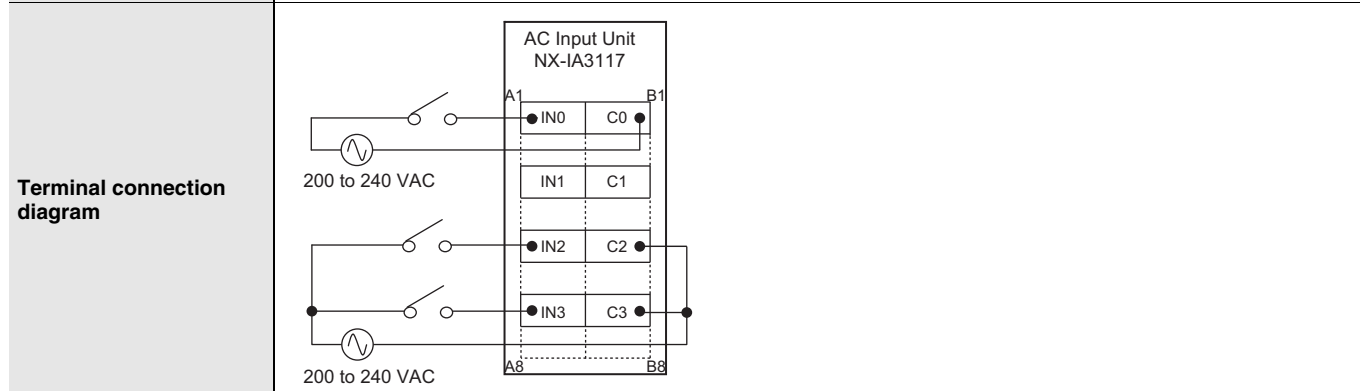 Terminal connection
diagram
AC Input Unit
NX-IA3117
A1
B1
IN0
C0
200 to 240 VAC
IN1
C1
IN2
C2
IN3
C3
A8
B8
200 to 240 VAC